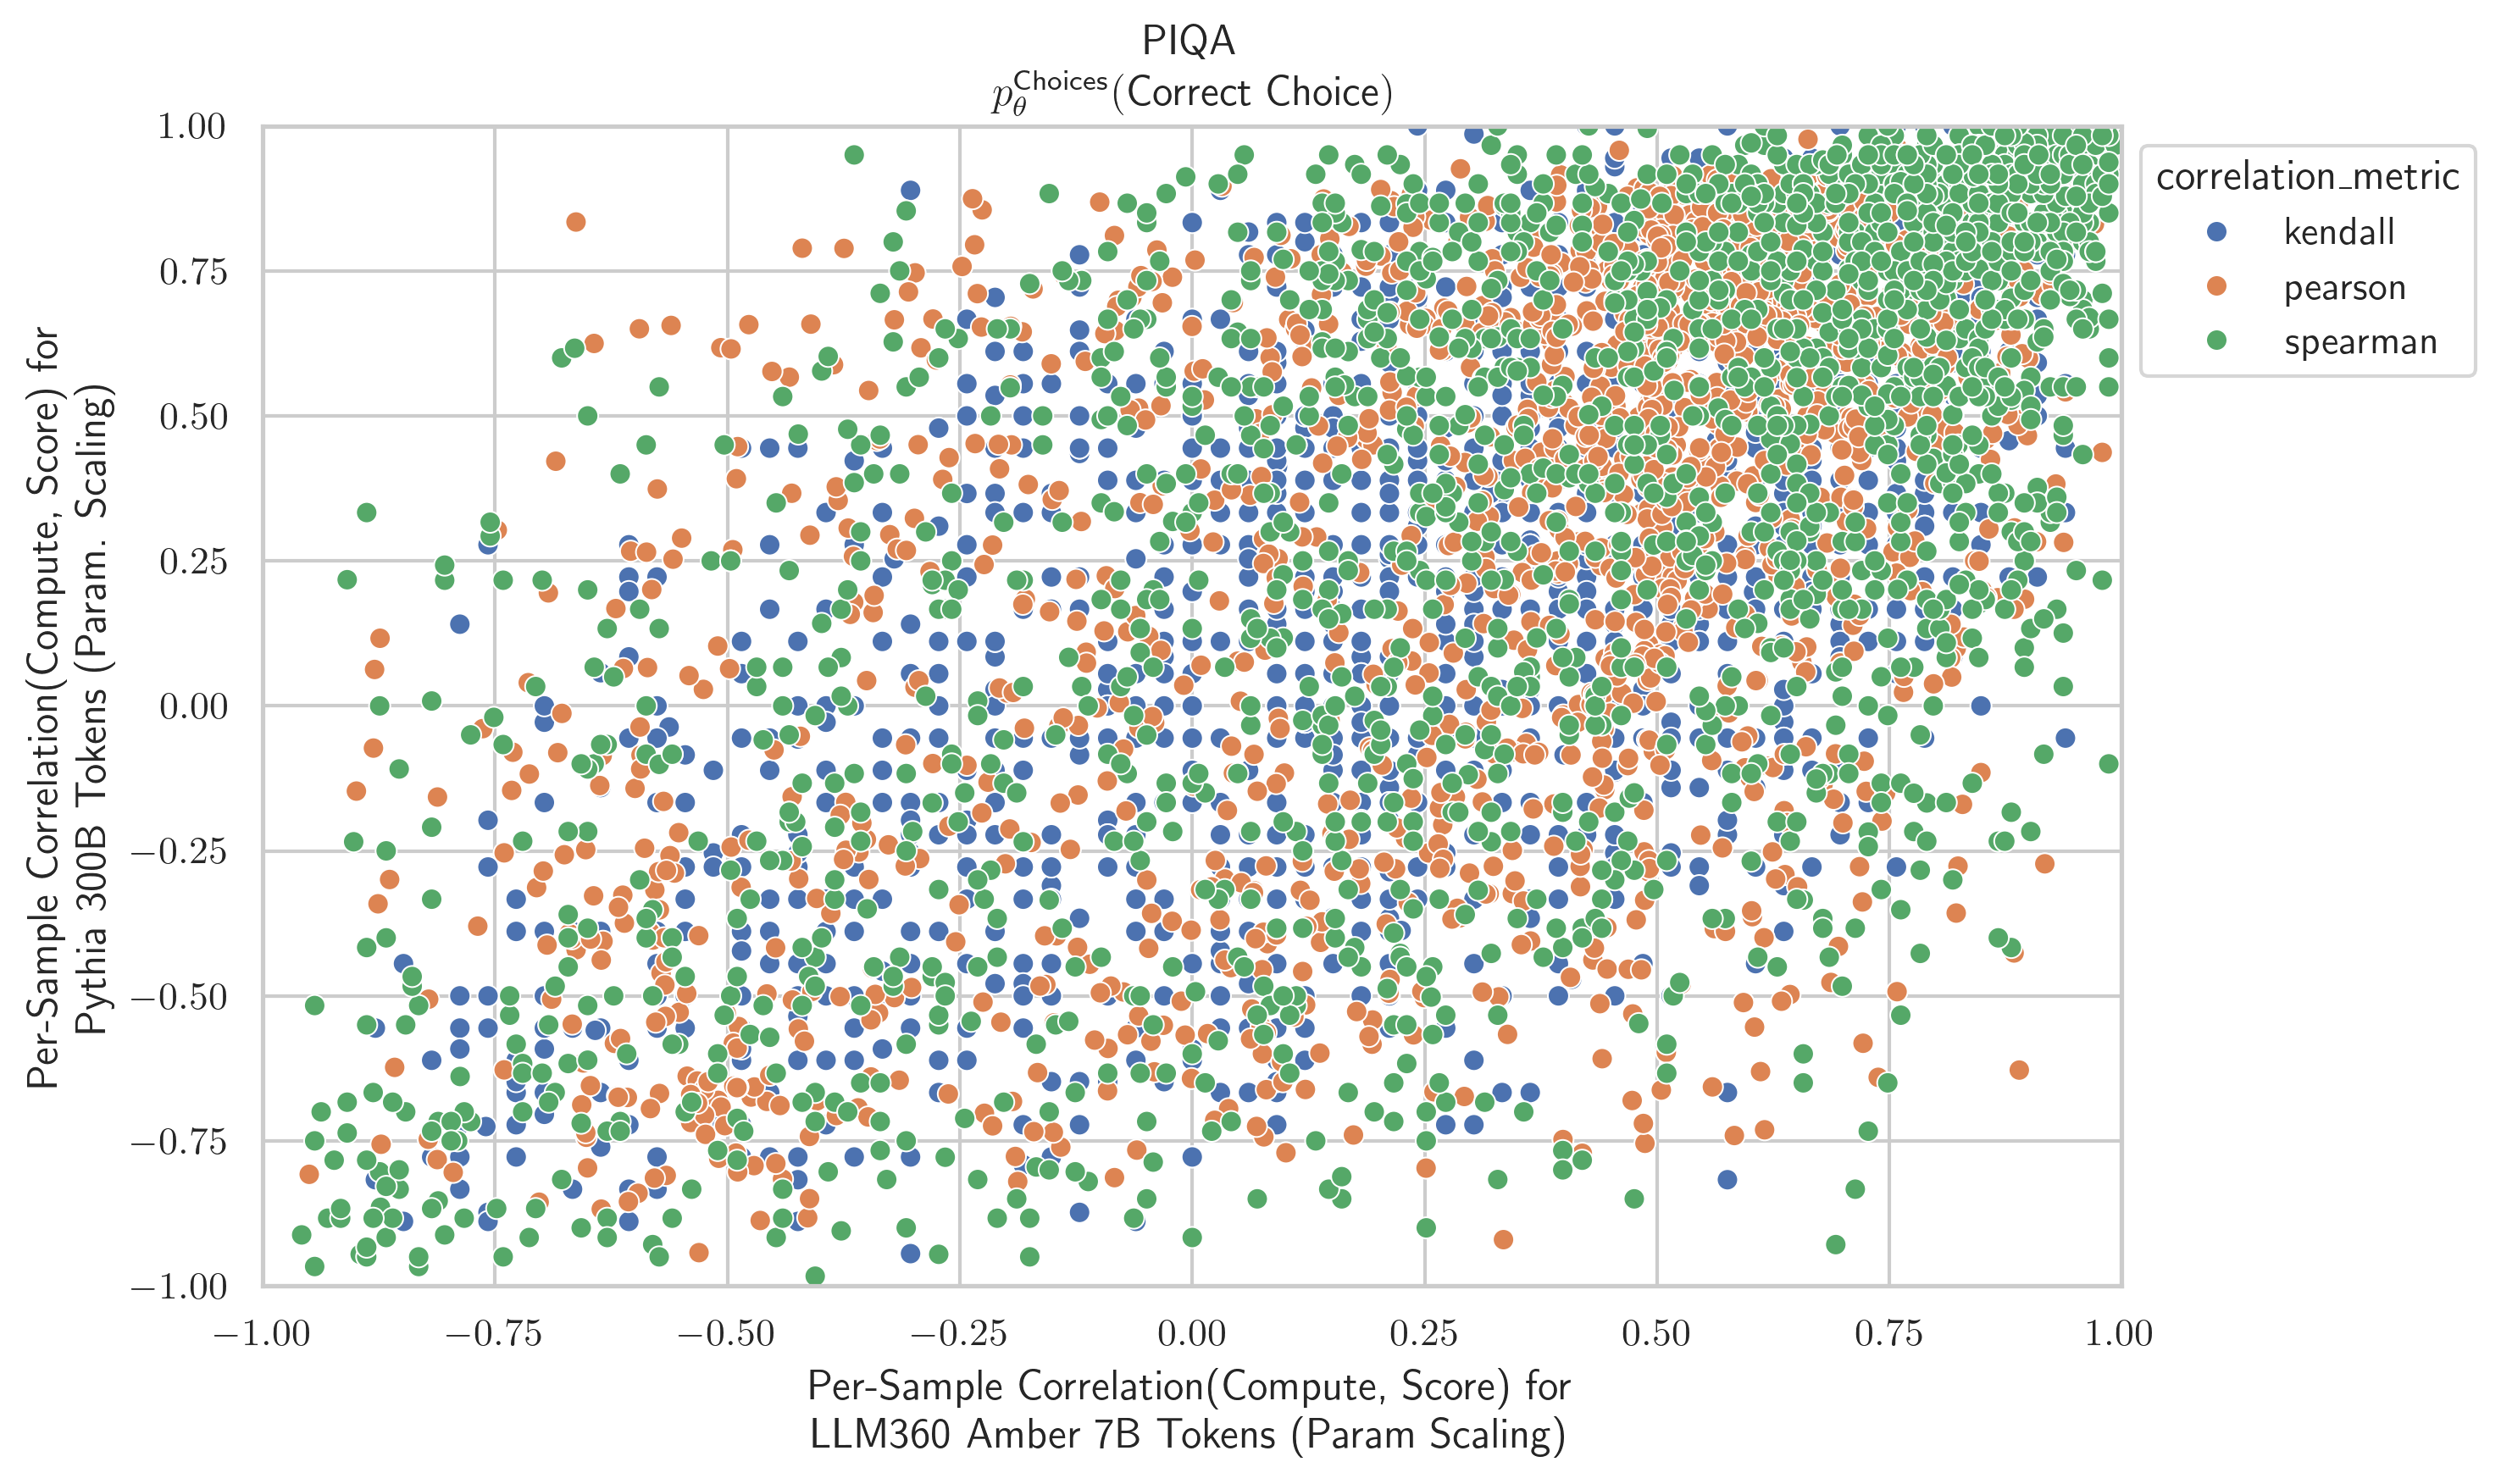 PIQA
p_θ^Choices(Correct Choice)
1.00
0.75
0.50
0.25
0.00
−0.25
−0.50
−0.75
−1.00
Per-Sample Correlation(Compute, Score) for
Pythia 300B Tokens (Param. Scaling)
correlation_metric
kendall
pearson
spearman
−1.00 −0.75 −0.50 −0.25 0.00 0.25 0.50 0.75 1.00
Per-Sample Correlation(Compute, Score) for
LLM360 Amber 7B Tokens (Param Scaling)